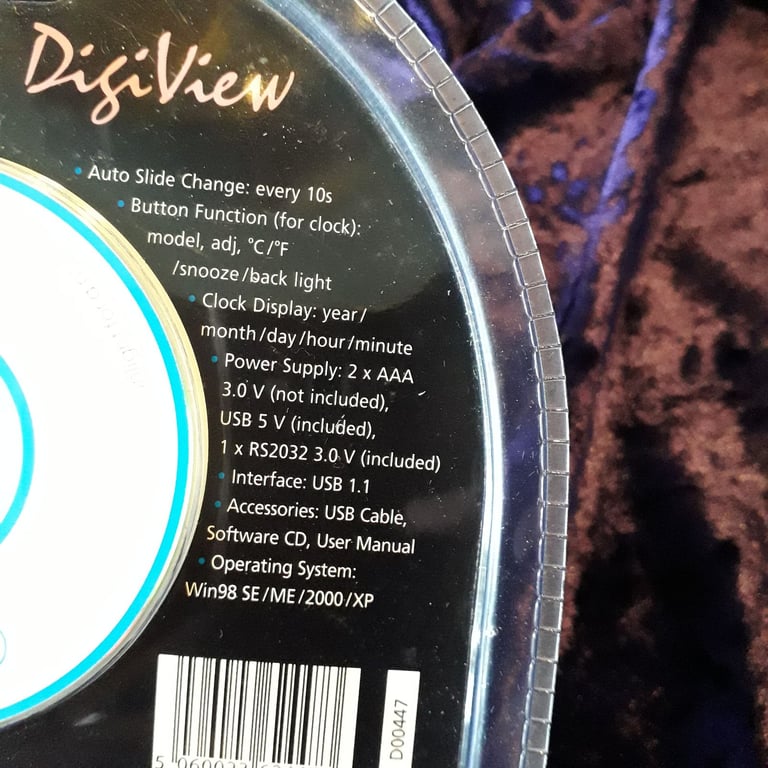 DigiView
• Auto Slide Change: every 10s
• Button Function (for clock):
model, adj, °C/°F
/snooze/back light
• Clock Display: year/
month/day/hour/minute
• Power Supply: 2 x AAA
3.0 V (not included),
USB 5 V (included),
1 x RS2032 3.0 V (included)
• Interface: USB 1.1
• Accessories: USB Cable,
Software CD, User Manual
• Operating System:
Win98 SE/ME/2000/XP
D00447